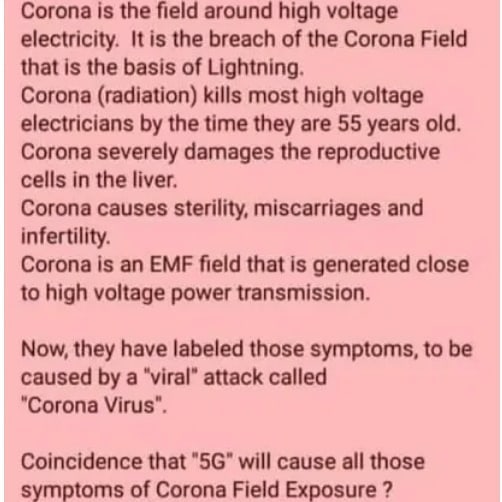 Corona is the field around high voltage
electricity.  It is the breach of the Corona Field
that is the basis of Lightning.
Corona (radiation) kills most high voltage
electricians by the time they are 55 years old.
Corona severely damages the reproductive
cells in the liver.
Corona causes sterility, miscarriages and
infertility.
Corona is an EMF field that is generated close
to high voltage power transmission.

Now, they have labeled those symptoms, to be
caused by a "viral" attack called
"Corona Virus".

Coincidence that "5G" will cause all those
symptoms of Corona Field Exposure ?